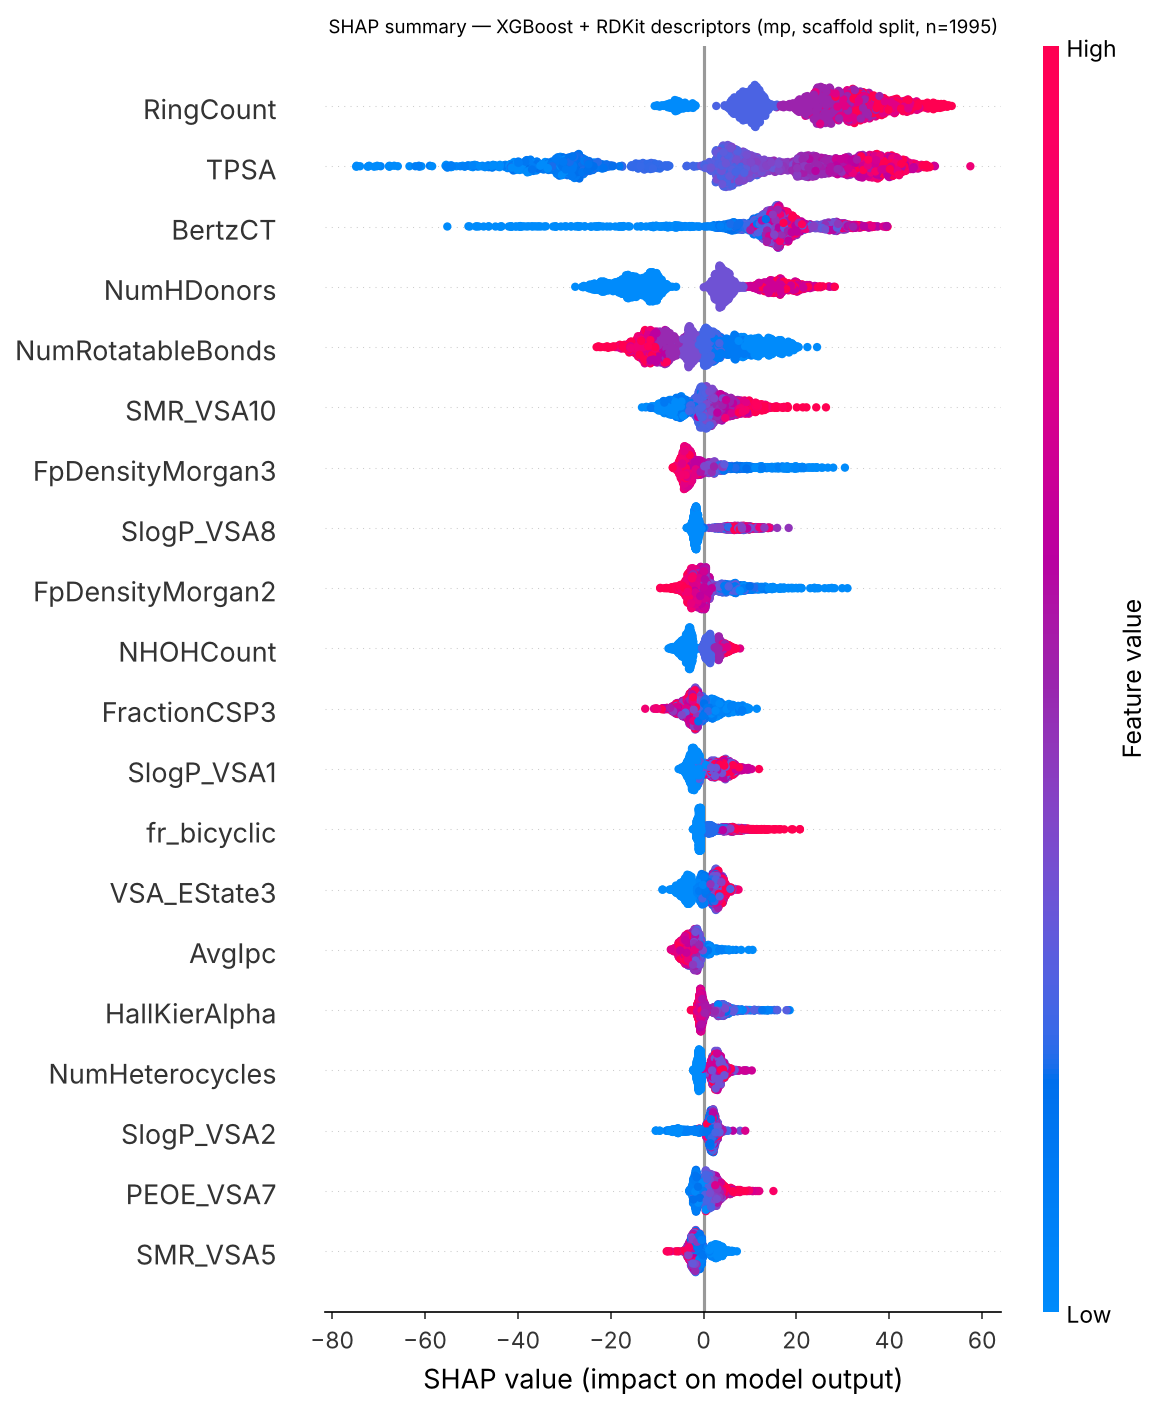 SHAP summary — XGBoost + RDKit descriptors (mp, scaffold split, n=1995)
High
RingCount
TPSA
BertzCT
NumHDonors
NumRotatableBonds
SMR_VSA10
FpDensityMorgan3
SlogP_VSA8
FpDensityMorgan2
NHOHCount
FractionCSP3
SlogP_VSA1
fr_bicyclic
VSA_EState3
AvgIpc
HallKierAlpha
NumHeterocycles
SlogP_VSA2
PEOE_VSA7
SMR_VSA5
Feature value
Low
−80 −60 −40 −20 0 20 40 60
SHAP value (impact on model output)